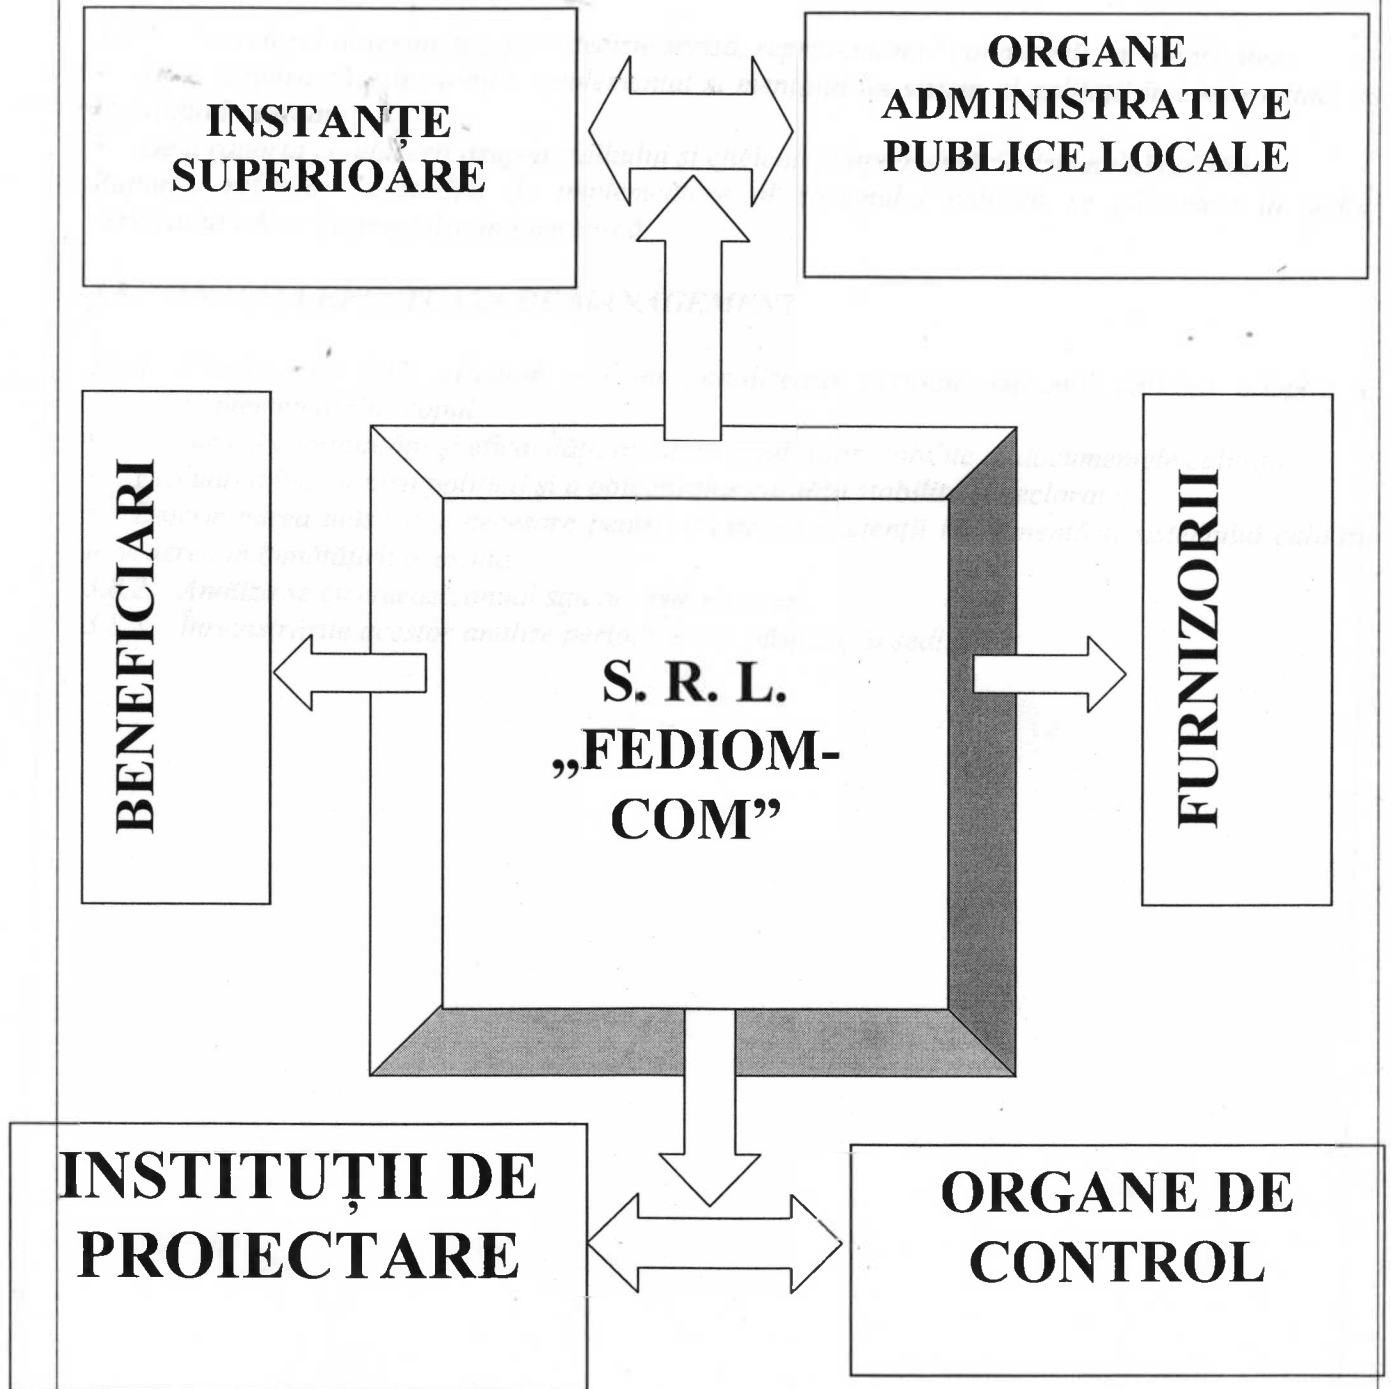 INSTANȚE
SUPERIOARE
ORGANE
ADMINISTRATIVE
PUBLICE LOCALE
BENEFICIARI
S. R. L.
„FEDIOM-
COM”
FURNIZORII
INSTITUȚII DE
PROIECTARE
ORGANE DE
CONTROL